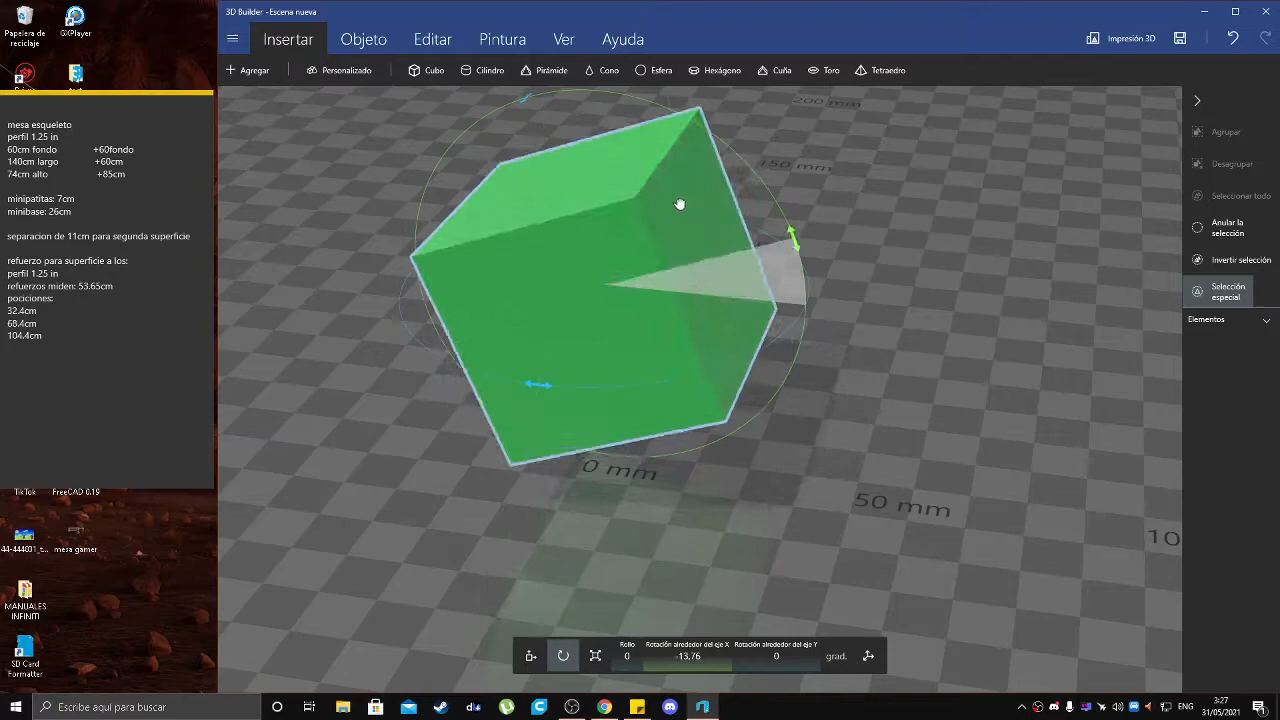 3D Builder -Escena nueva
Papelera de
reciclaje
GXPlayer
Insertar
Objeto
Editar
Pintura
Ver
Ayuda
Impresión 3D
Agregar
Personalizado
Cubo
Cilindro
Pirámide
Cono
Esfera
Hexágono
Cuña
Toro
Tetraedro
mesa esqueleto
perfil 1.25 in
60cm fondo +60fondo
140cm largo +60cm
74cm alto +85cm
minipatitas: 7cm
minibase: 26cm
separacion de 11cm para segunda superficie
refuerzo para superficie a los:
perfil 1.25 in
refuerzos miden: 53.65cm
pociciones:
32.4cm
68.4cm
104.4cm
200 mm
150 mm
0 mm
50 mm
10
Agrupar
Desagrupar
Seleccionar todo
Anular la
selección
Invertir selección
Selección
especial
Elementos
TikTok
FreeCAD 0.19
44-444031_t...
mesa gamer
MANUALES
INFINITI
SD Card
Formatter
Rollo
Rotación alrededor del eje X
Rotación alrededor del eje Y
0
-13,76
0
grad.
Escribe aquí para buscar
3:27
31/05/2021